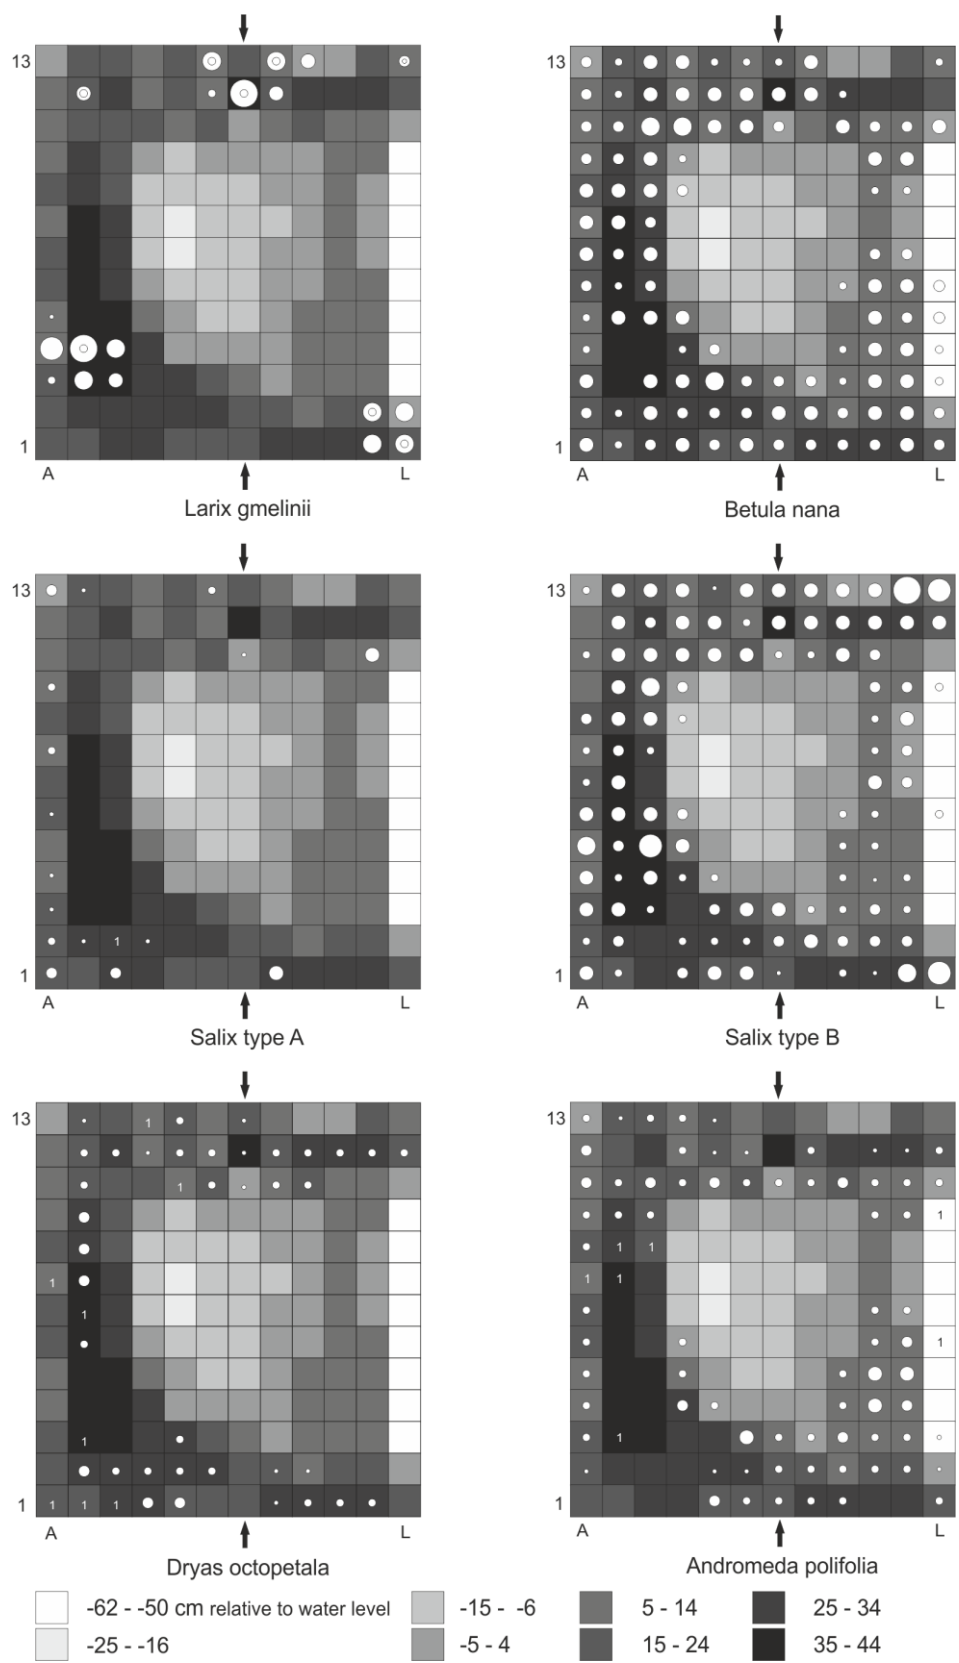 13 13
1 1
A L A L
Larix gmelinii Betula nana
13 13
1
1 1
A L A L
Salix type A Salix type B
13 1 13
1
1
1 1
1 1 1
1
1
1 1
1 1 1 1 1
A L A L
Dryas octopetala Andromeda polifolia
-62 - -50 cm relative to water level -15 - -6 5 - 14 25 - 34
-25 - -16 -5 - 4 15 - 24 35 - 44